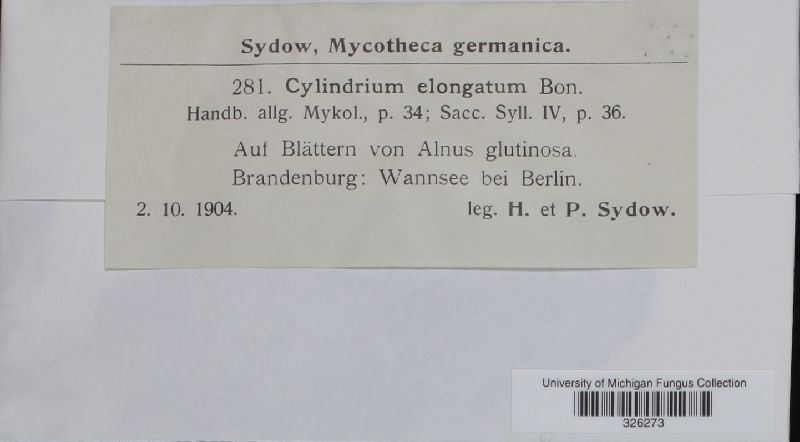 Sydow, Mycotheca germanica.
281. Cylindrium elongatum Bon.
Handb. allg. Mykol., p. 34; Sacc. Syll. IV, p. 36.
Auf Blättern von Alnus glutinosa.
Brandenburg: Wannsee bei Berlin.
2. 10. 1904. leg. H. et P. Sydow.
University of Michigan Fungus Collection
326273